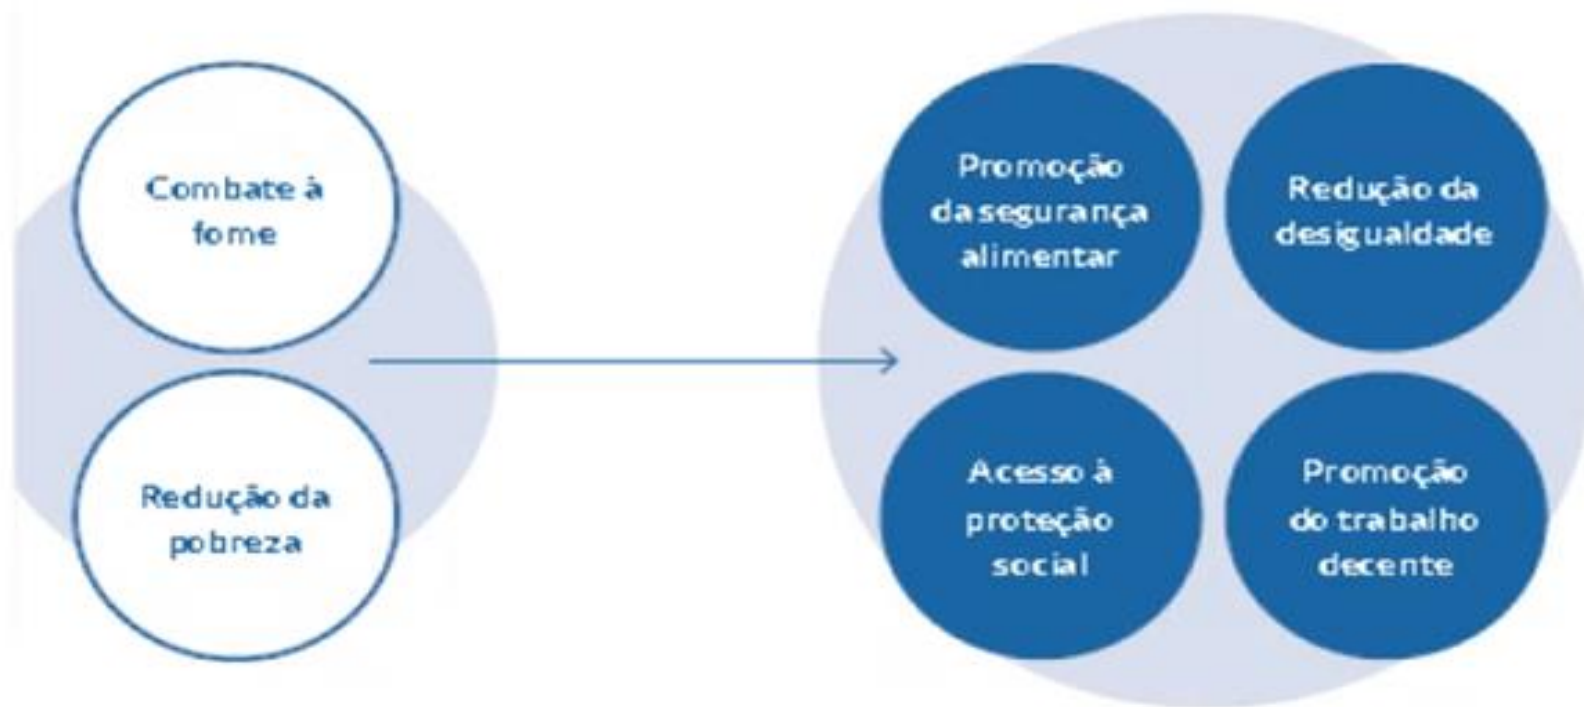 Combate à
fome
Redução da
pobreza
Promoção
da segurança
alimentar
Redução da
desigualdade
Acesso à
proteção
social
Promoção
do trabalho
decente